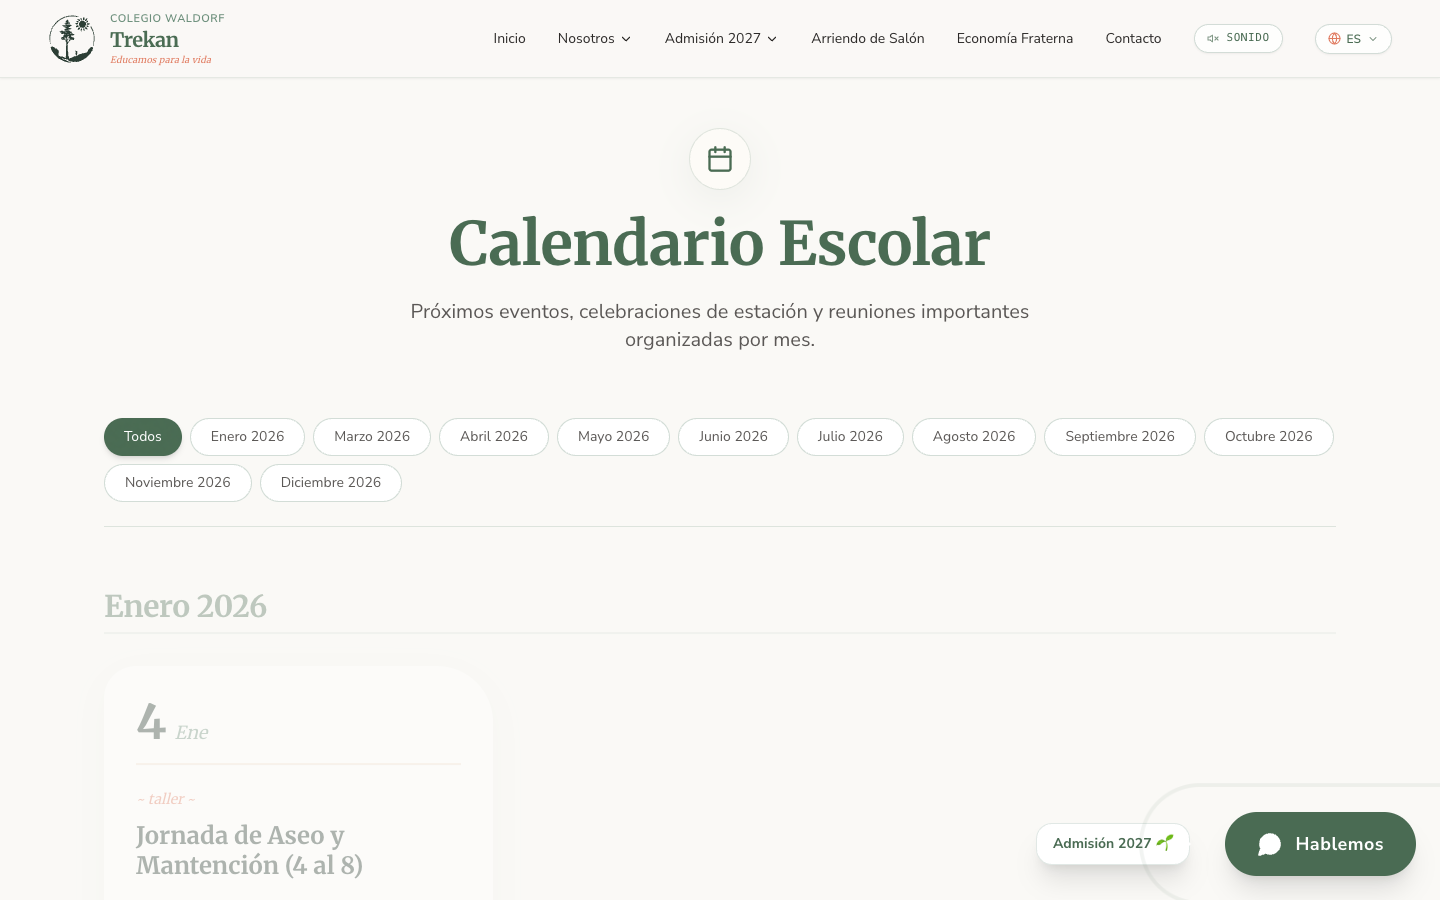 COLEGIO WALDORF
Trekan
Educamos para la vida
Inicio
Nosotros
Admisión 2027
Arriendo de Salón
Economía Fraterna
Contacto
SONIDO
ES
Calendario Escolar
Próximos eventos, celebraciones de estación y reuniones importantes
organizadas por mes.
Todos
Enero 2026
Marzo 2026
Abril 2026
Mayo 2026
Junio 2026
Julio 2026
Agosto 2026
Septiembre 2026
Octubre 2026
Noviembre 2026
Diciembre 2026
Enero 2026
4 Ene
~ taller ~
Jornada de Aseo y
Mantención (4 al 8)
Admisión 2027 🌱
Hablemos